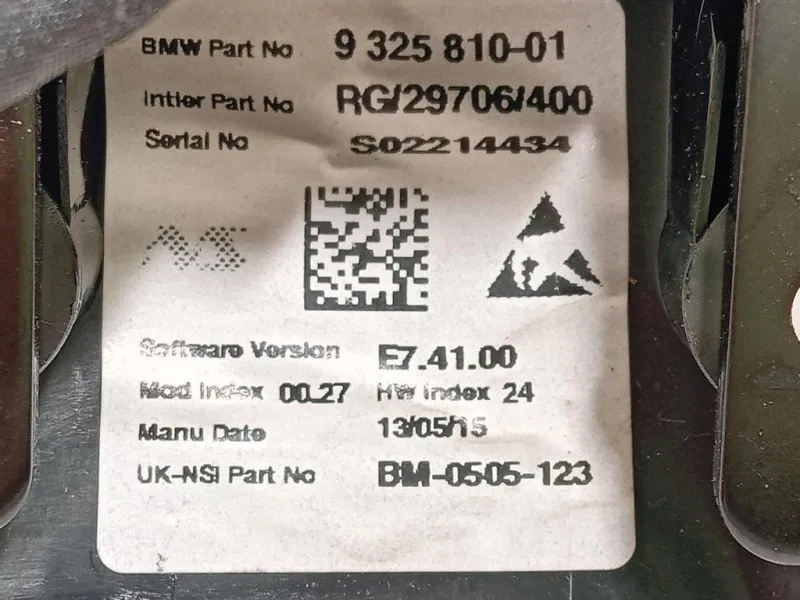 BMW Part No 9 325 810-01
Intier Part No RG/29706/400
Serial No S02214434
Software Version E7.41.00
Mod Index 00.27 HW Index 24
Manu Date 13/05/15
UK-NSI Part No BM-0505-123